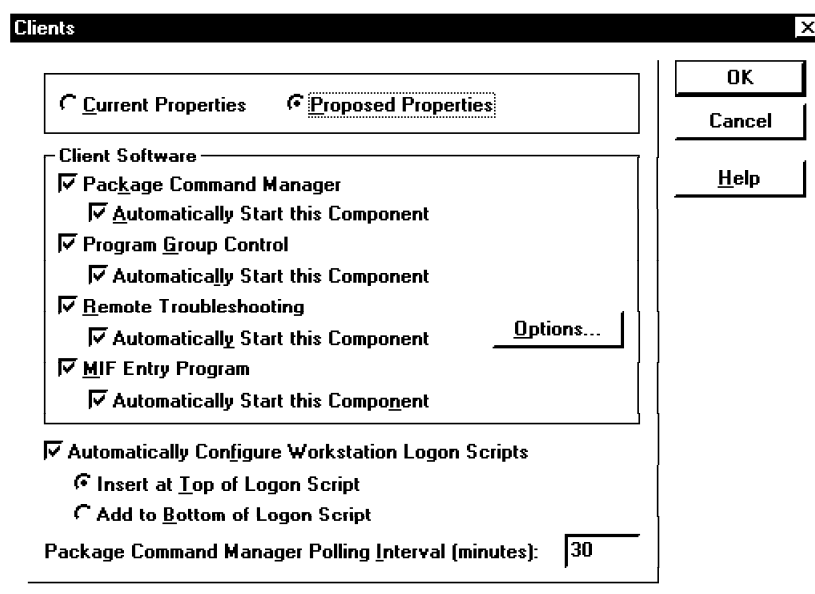 Clients
Current Properties
Proposed Properties
OK
Cancel
Help
Client Software
Package Command Manager
Automatically Start this Component
Program Group Control
Automatically Start this Component
Remote Troubleshooting
Automatically Start this Component
Options...
MIF Entry Program
Automatically Start this Component
Automatically Configure Workstation Logon Scripts
Insert at Top of Logon Script
Add to Bottom of Logon Script
Package Command Manager Polling Interval (minutes): 30